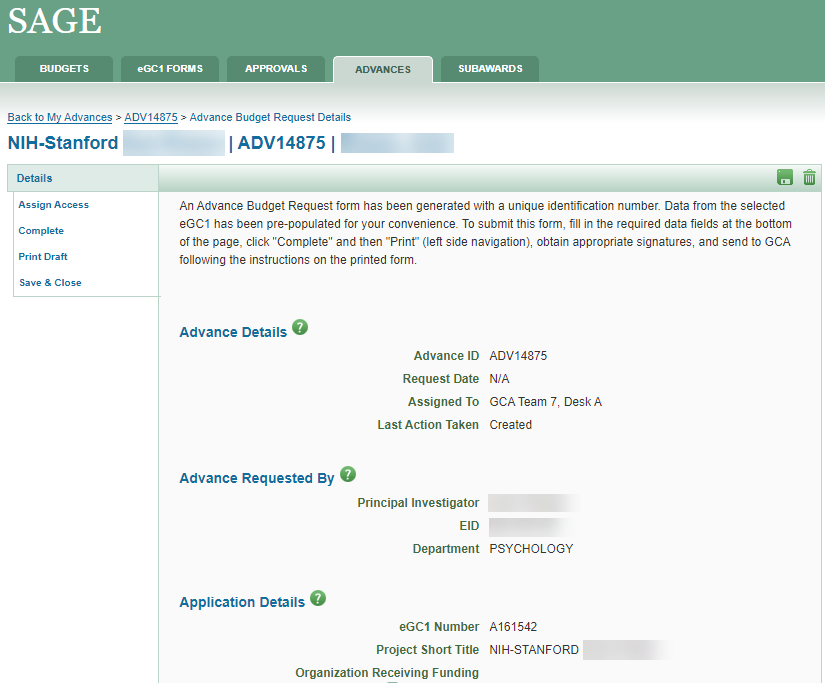 SAGE
BUDGETS eGC1 FORMS APPROVALS ADVANCES SUBAWARDS
Back to My Advances > ADV14875 > Advance Budget Request Details
NIH-Stanford | ADV14875 |
Details
Assign Access
Complete
Print Draft
Save & Close
An Advance Budget Request form has been generated with a unique identification number. Data from the selected
eGC1 has been pre-populated for your convenience. To submit this form, fill in the required data fields at the bottom
of the page, click "Complete" and then "Print" (left side navigation), obtain appropriate signatures, and send to GCA
following the instructions on the printed form.
Advance Details ?
Advance ID ADV14875
Request Date N/A
Assigned To GCA Team 7, Desk A
Last Action Taken Created
Advance Requested By ?
Principal Investigator
EID
Department PSYCHOLOGY
Application Details ?
eGC1 Number A161542
Project Short Title NIH-STANFORD
Organization Receiving Funding